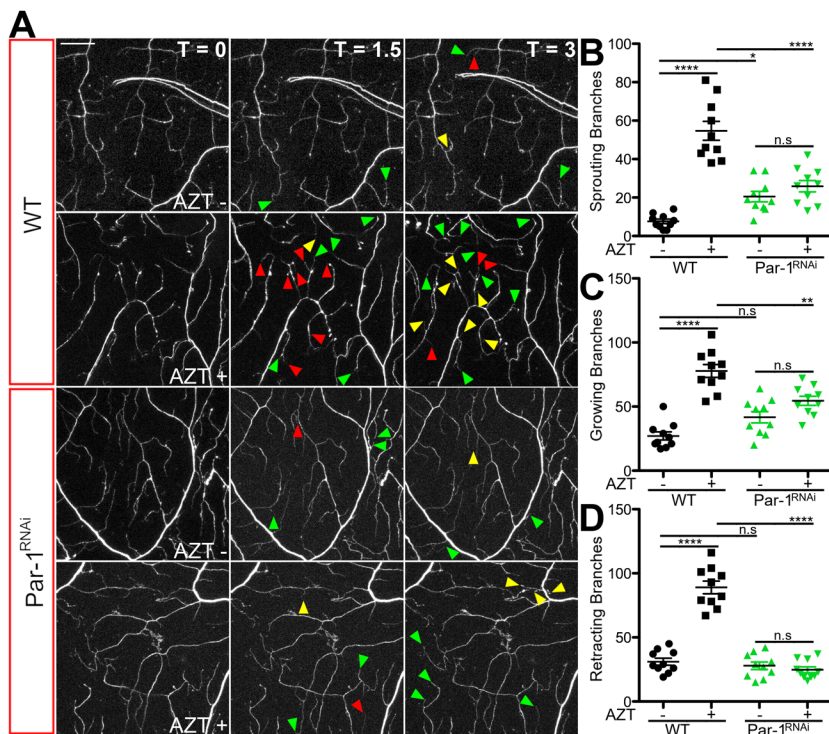 A
T = 0
T = 1.5
T = 3
WT
AZT -
AZT +
Par-1RNAi
AZT -
AZT +
B
Sprouting Branches
100
80
60
40
20
0
****
*
****
n.s
AZT - + - +
WT Par-1RNAi
C
Growing Branches
150
100
50
0
**
n.s
****
n.s
AZT - + - +
WT Par-1RNAi
D
Retracting Branches
150
100
50
0
****
n.s
****
n.s
AZT - + - +
WT Par-1RNAi